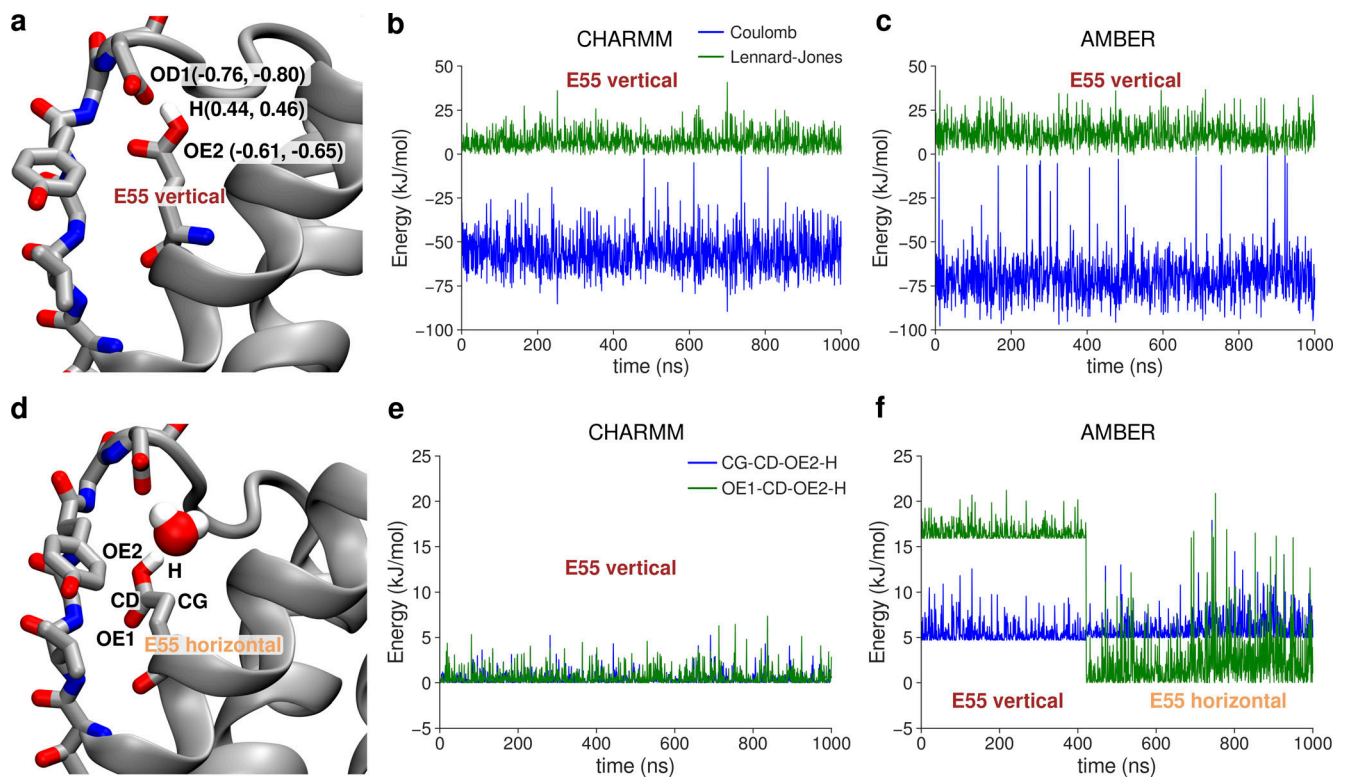 a
OD1(-0.76, -0.80)
H(0.44, 0.46)
OE2 (-0.61, -0.65)
E55 vertical
b
CHARMM
Coulomb
Lennard-Jones
E55 vertical
Energy (kJ/mol)
50
25
0
−25
−50
−75
−100
0 200 400 600 800 1000
time (ns)
c
AMBER
E55 vertical
Energy (kJ/mol)
50
25
0
−25
−50
−75
−100
0 200 400 600 800 1000
time (ns)
d
OE2
H
CD CG
OE1
E55 horizontal
e
CHARMM
CG-CD-OE2-H
OE1-CD-OE2-H
E55 vertical
Energy (kJ/mol)
25
20
15
10
5
0
−5
0 200 400 600 800 1000
time (ns)
f
AMBER
Energy (kJ/mol)
25
20
15
10
5
0
−5
E55 vertical E55 horizontal
0 200 400 600 800 1000
time (ns)